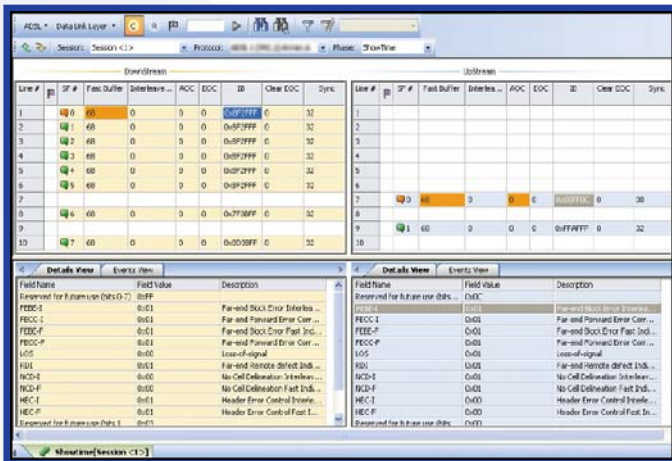 ADSL Data Link Layer C R
Session: Session <1> Protocol: Phase: ShowTime
DownStream
Line # SF # Fast Buffer Interleave... AOC EOC IB Clear EOC Sync
1 0 68 0 0 0 0 32
2 1 68 0 0 0 0x8F2FFF 0 32
3 2 68 0 0 0 0x8F2FFF 0 32
4 3 68 0 0 0 0x8F2FFF 0 32
5 4 68 0 0 0 0x8F2FFF 0 32
6 5 68 0 0 0 0x8F2FFF 0 32
7
8 6 68 0 0 0 32
9
10 7 68 0 0 0 32
UpStream
Line # SF # Fast Buffer Interlea... AOC EOC IB Clear EOC Sync
1
2
3
4
5
6
7 0 60 0 0 0 0 30
8
9 1 60 0 0 0 0xFFAFFF 0 32
10
Details View Events View
Field Name Field Value Description
Reserved for future use (bits 0-7) 0xFF
FEBE-I 0x01 Far-end Block Error Interlea...
FECC-I 0x01 Far-end Forward Error Corr...
FEBE-F 0x01 Far-end Block Error Fast Indi...
FECC-F 0x01 Far-end Forward Error Corr...
LOS 0x00 Loss-of-signal
RDI 0x01 Far-end Remote defect Indi...
NCD-I 0x00 No Cell Delineation Interleav...
NCD-F 0x00 No Cell Delineation Fast Indi...
HEC-I 0x01 Header Error Control Interle...
HEC-F 0x01 Header Error Control Fast I...
Details View Events View
Field Name Field Value Description
Reserved for future use (bits ... 0x0C
FEBE-I 0x01 Far-end Block Error Interlea...
FECC-I 0x01 Far-end Forward Error Corr...
FEBE-F 0x01 Far-end Block Error Fast Indi...
FECC-F 0x01 Far-end Forward Error Corr...
LOS 0x01 Loss-of-signal
RDI 0x01 Far-end Remote defect Indi...
NCD-I 0x01 No Cell Delineation Interleav...
NCD-F 0x01 No Cell Delineation Fast Indi...
HEC-I 0x00 Header Error Control Interle...
HEC-F 0x00 Header Error Control Fast In...
Showtime[Session <1>]